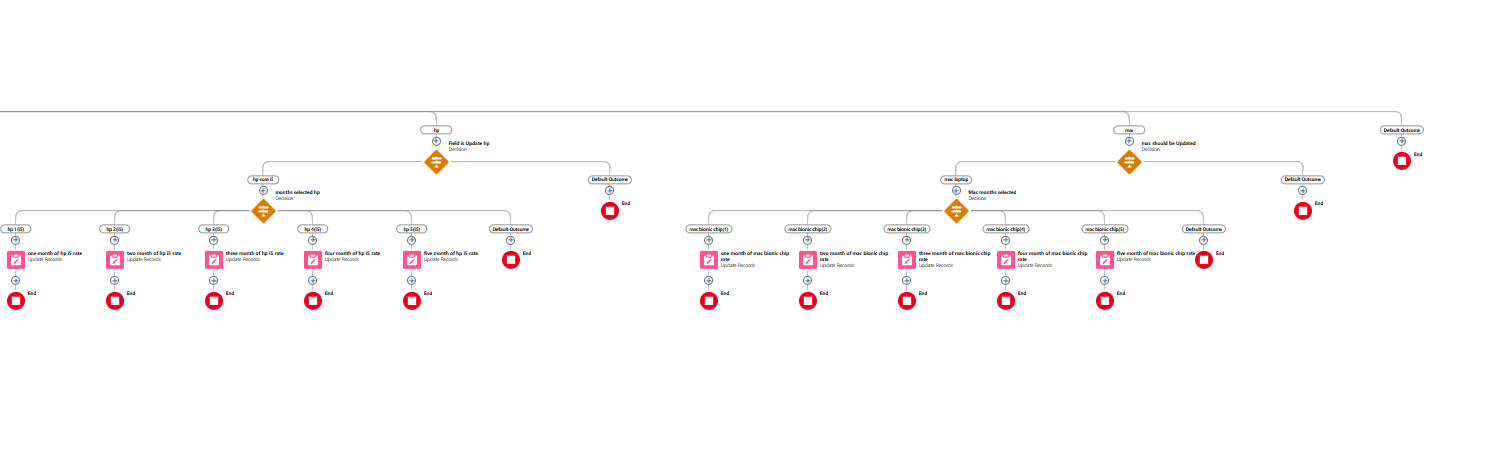 hp
mac
Default Outcome
Field is Update hp
Decision
mac should be Updated
Decision
End
hp core i5
Default Outcome
mac laptop
Default Outcome
months selected hp
Decision
End
Mac months selected
Decision
End
hp 1(i5)
hp 2(i5)
hp 3(i5)
hp 4(i5)
hp 5(i5)
Default Outcome
mac bionic chip(1)
mac bionic chip(2)
mac bionic chip(3)
mac bionic chip(4)
mac bionic chip(5)
Default Outcome
one month of hp i5 rate
Update Records
two month of hp i5 rate
Update Records
three month of hp i5 rate
Update Records
four month of hp i5 rate
Update Records
five month of hp i5 rate
Update Records
End
one month of mac bionic chip
rate
Update Records
two month of mac bionic chip
rate
Update Records
three month of mac bionic chip
rate
Update Records
four month of mac bionic chip
rate
Update Records
five month of mac bionic chip rate
Update Records
End
End
End
End
End
End
End
End
End
End
End